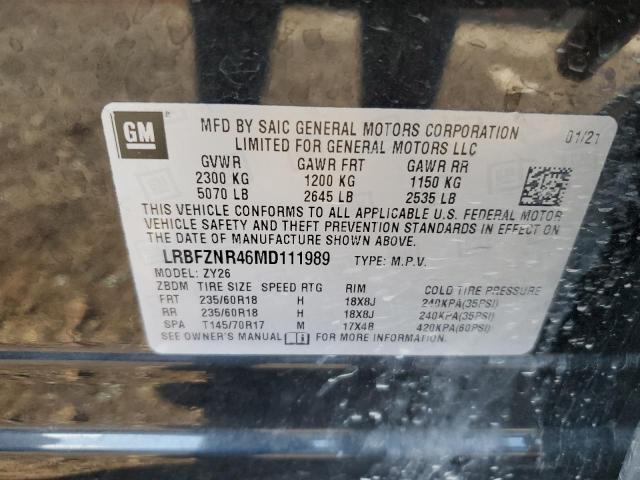 GM
MFD BY SAIC GENERAL MOTORS CORPORATION
LIMITED FOR GENERAL MOTORS LLC
01/21
GVWR GAWR FRT GAWR RR
2300 KG 1200 KG 1150 KG
5070 LB 2645 LB 2535 LB
THIS VEHICLE CONFORMS TO ALL APPLICABLE U.S. FEDERAL MOTOR
VEHICLE SAFETY AND THEFT PREVENTION STANDARDS IN EFFECT ON
THE DATE OF MANUFACTURE SHOWN ABOVE.
LRBFZNR46MD111989 TYPE: M.P.V.
MODEL: ZY26
ZBDM TIRE SIZE SPEED RTG RIM COLD TIRE PRESSURE
FRT 235/60R18 H 18X8J 240KPA(35PSI)
RR 235/60R18 H 18X8J 240KPA(35PSI)
SPA T145/70R17 M 17X4B 420KPA(60PSI)
SEE OWNER'S MANUAL FOR MORE INFORMATION